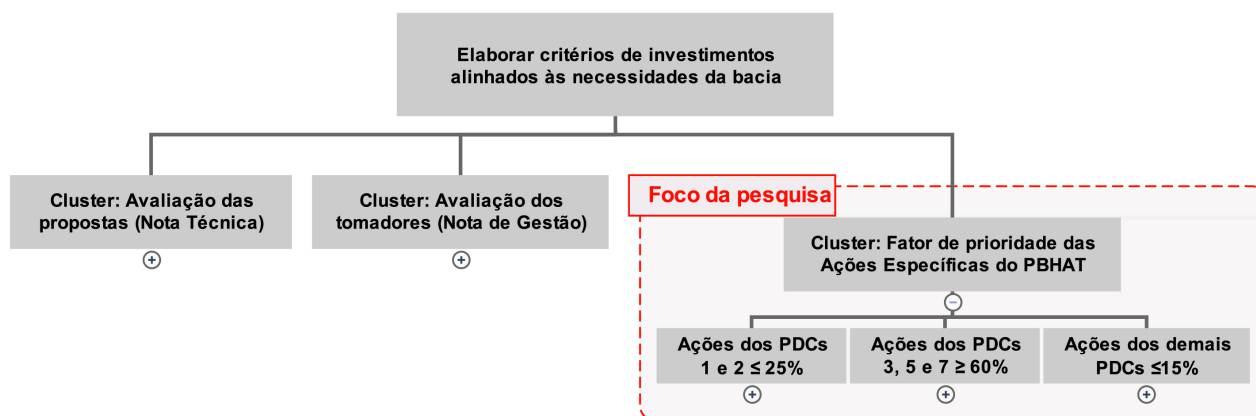 Elaborar critérios de investimentos
alinhados às necessidades da bacia
Cluster: Avaliação das
propostas (Nota Técnica)
Cluster: Avaliação dos
tomadores (Nota de Gestão)
Foco da pesquisa
Cluster: Fator de prioridade das
Ações Específicas do PBHAT
Ações dos PDCs
1 e 2 ≤ 25%
Ações dos PDCs
3, 5 e 7 ≥ 60%
Ações dos demais
PDCs ≤15%